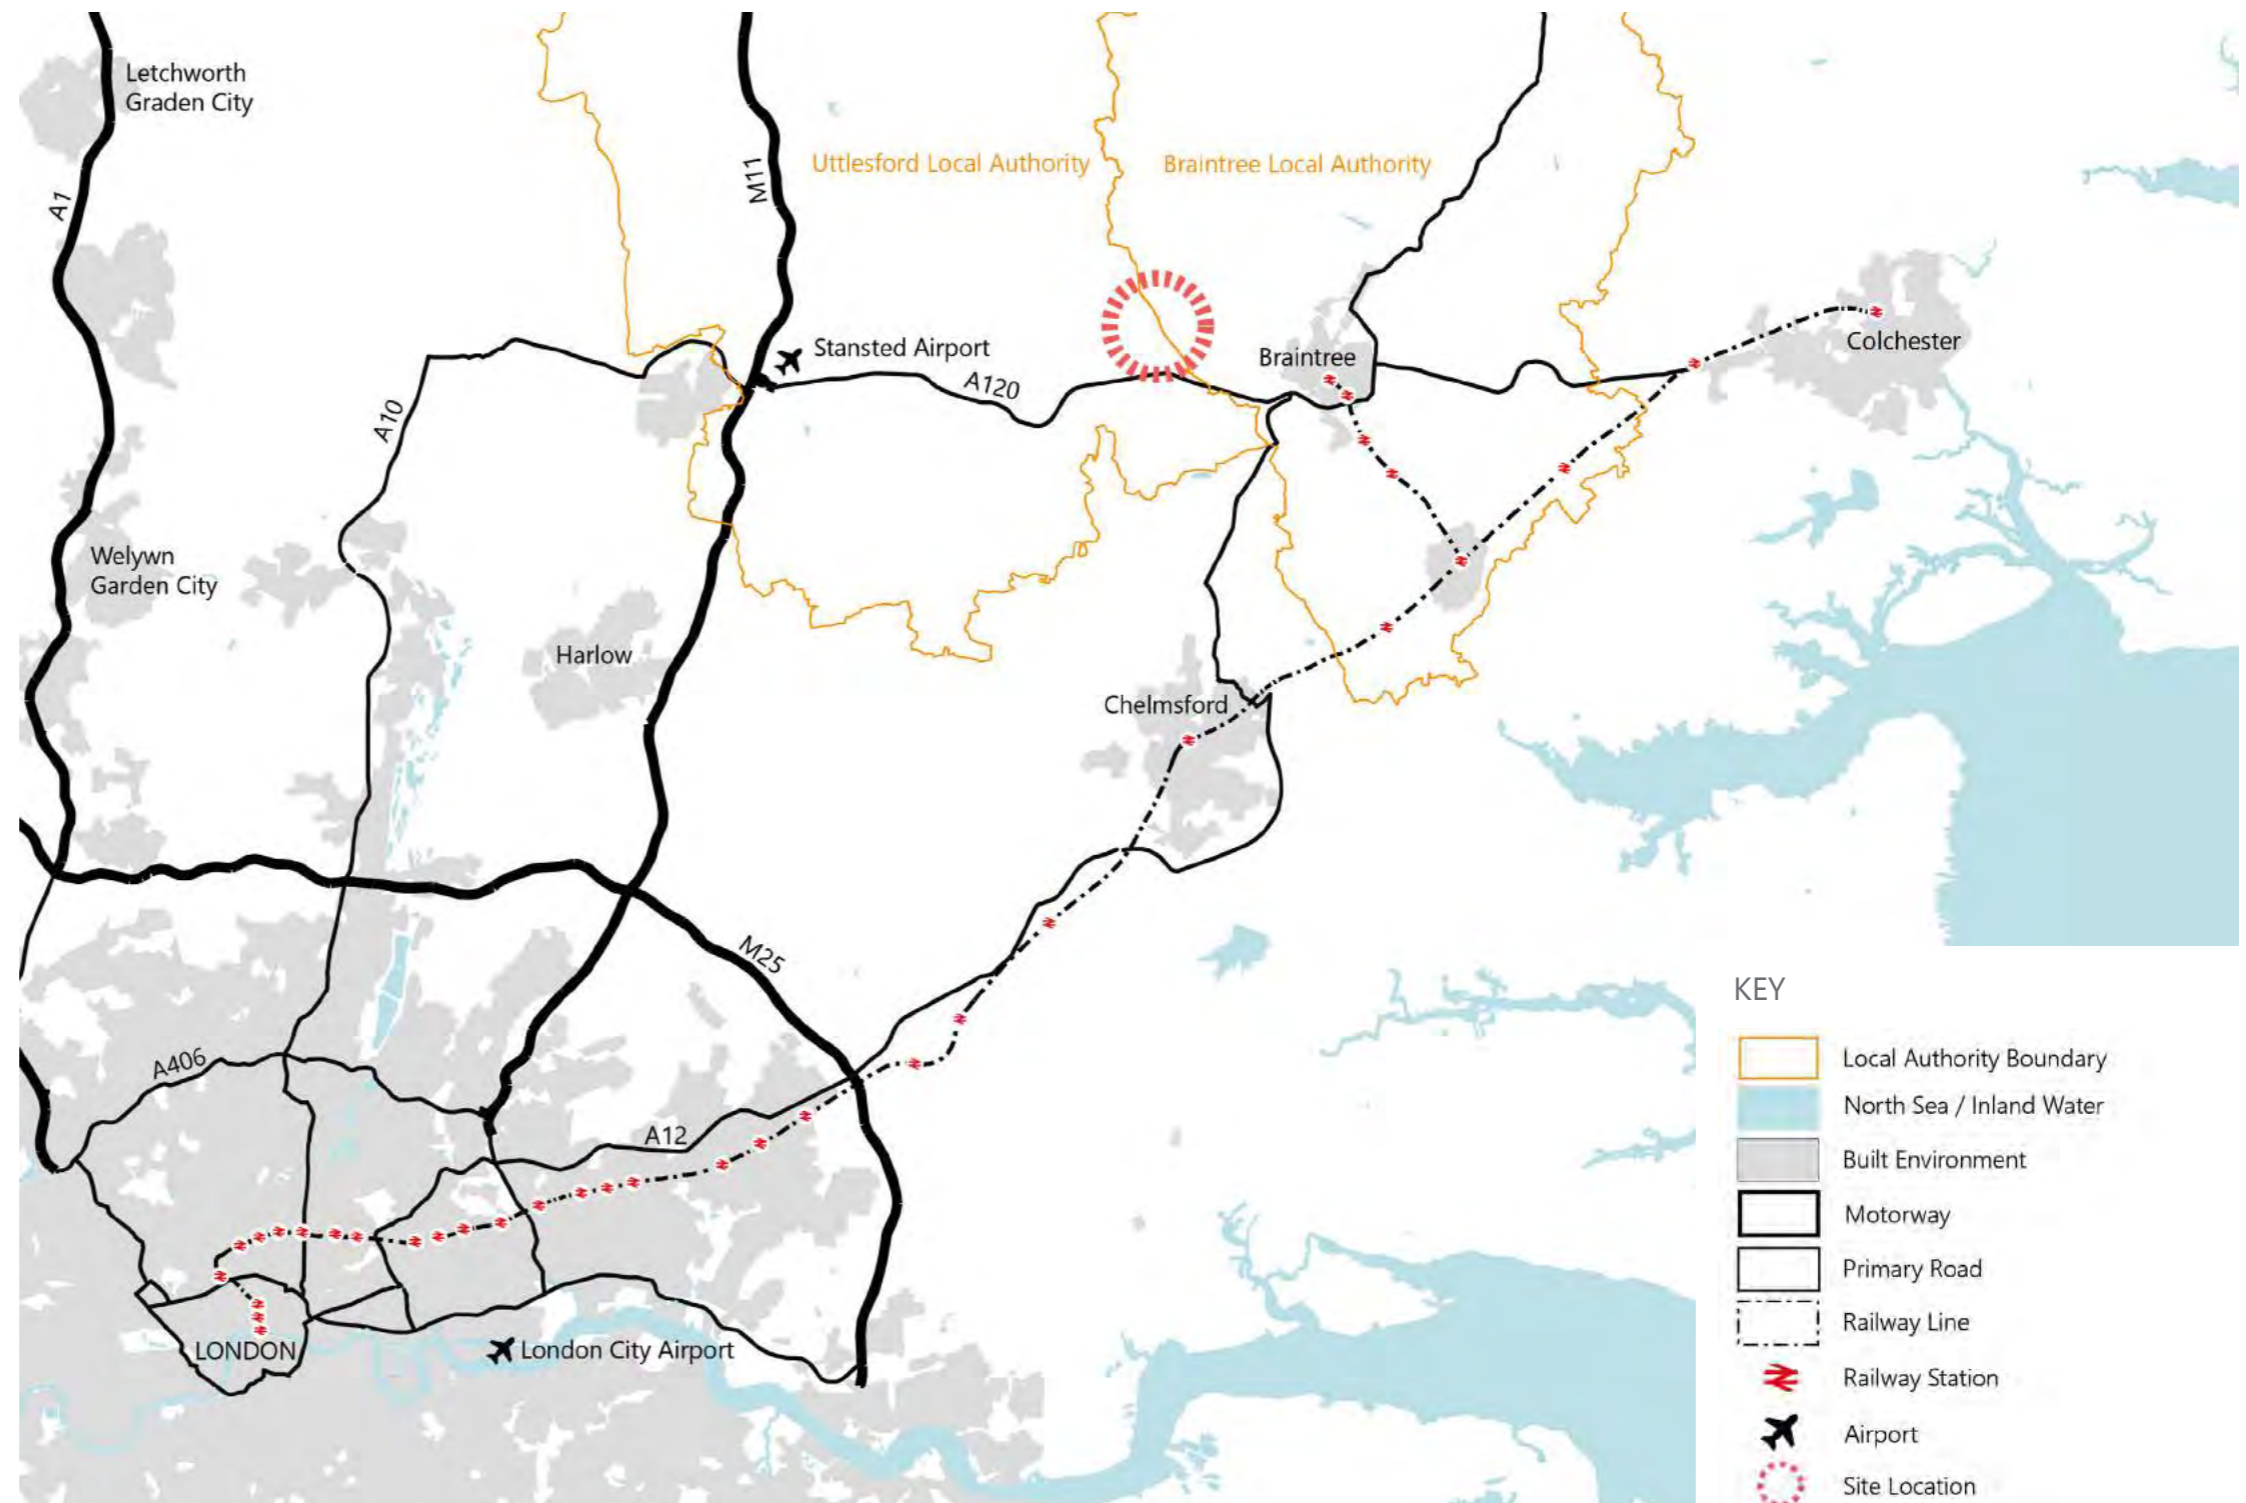 Letchworth
Graden City
A1
M11
Uttlesford Local Authority
Braintree Local Authority
Stansted Airport
A120
Braintree
Colchester
A10
Welywn
Garden City
Harlow
Chelmsford
M25
A406
A12
LONDON
London City Airport
KEY
Local Authority Boundary
North Sea / Inland Water
Built Environment
Motorway
Primary Road
Railway Line
Railway Station
Airport
Site Location